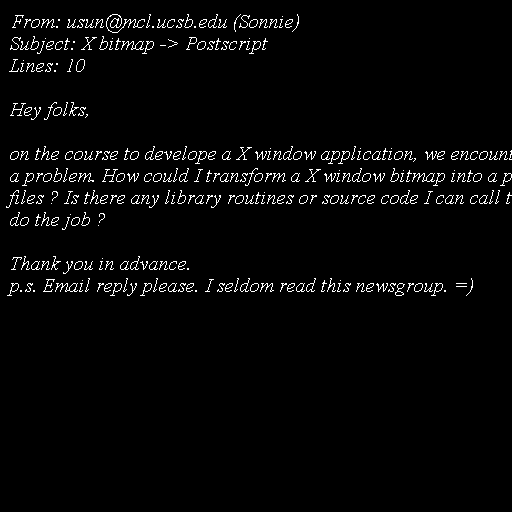 From: usun@mcl.ucsb.edu (Sonnie)
Subject: X bitmap -> Postscript
Lines: 10
Hey folks,
on the course to develope a X window application, we encount
a problem. How could I transform a X window bitmap into a p
files ? Is there any library routines or source code I can call t
do the job ?
Thank you in advance.
p.s. Email reply please. I seldom read this newsgroup. =)